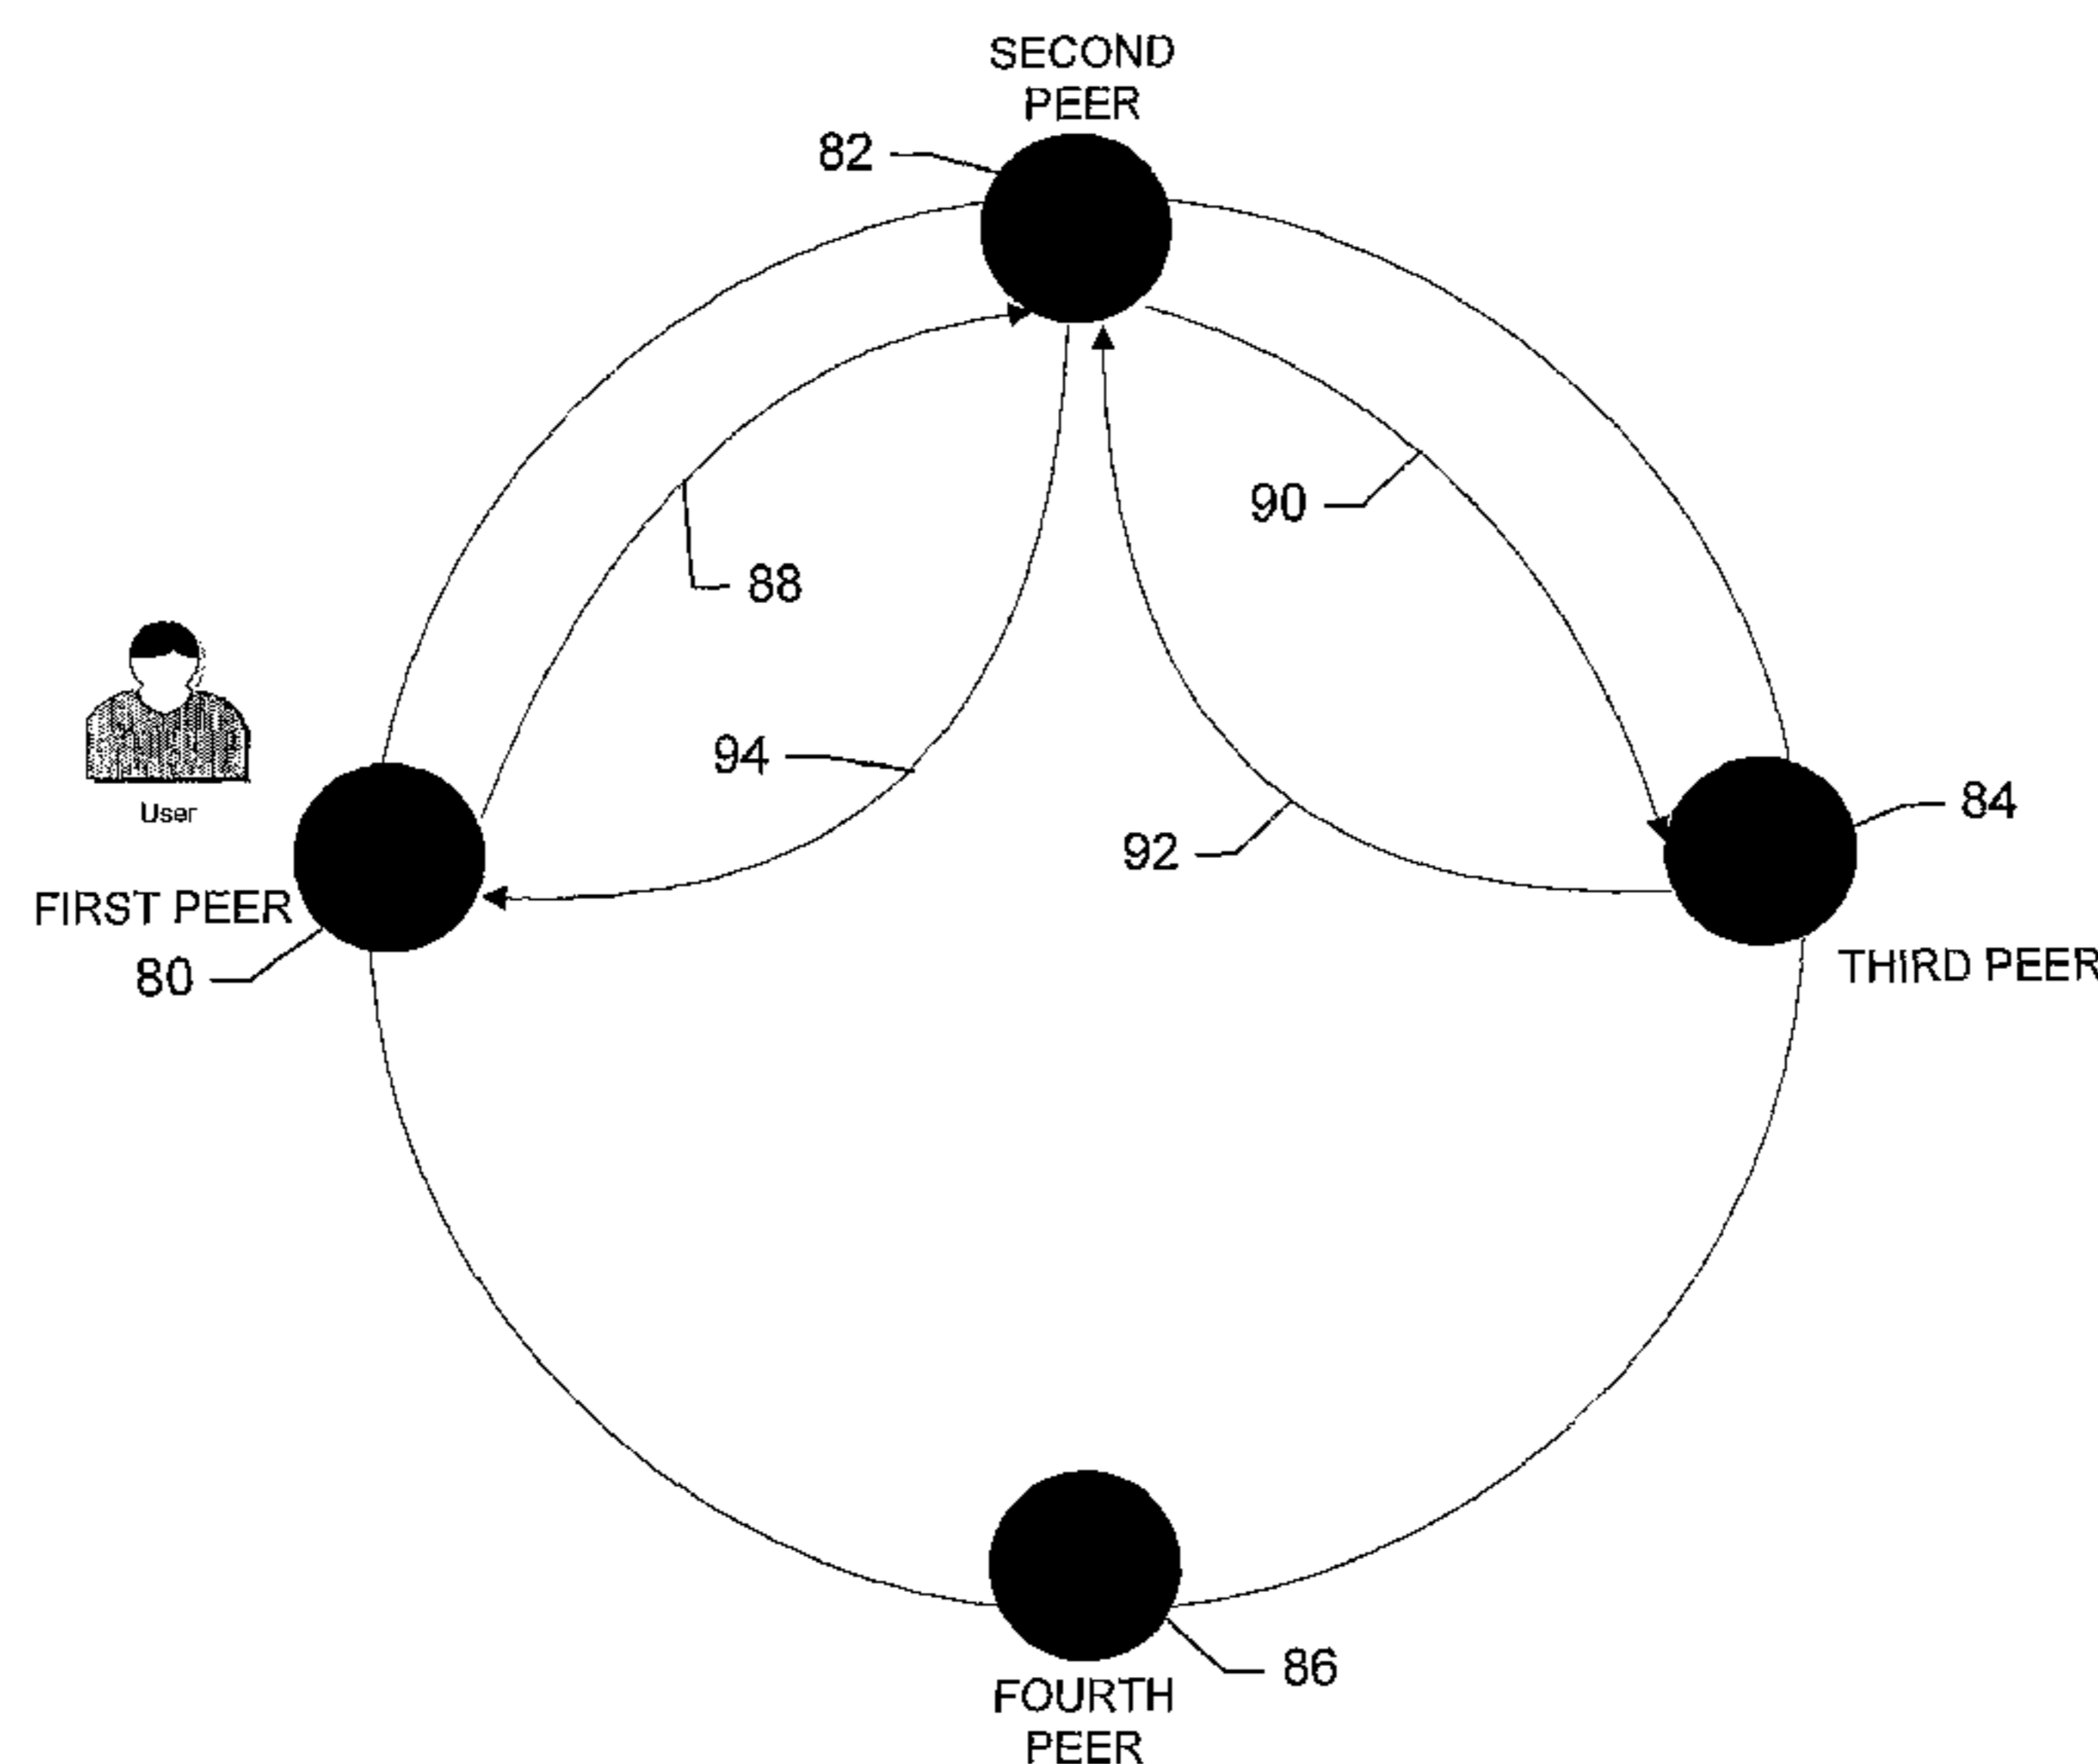 SECOND
PEER
82
90
88
User
94
84
92
FIRST PEER
80
THIRD PEER
86
FOURTH
PEER